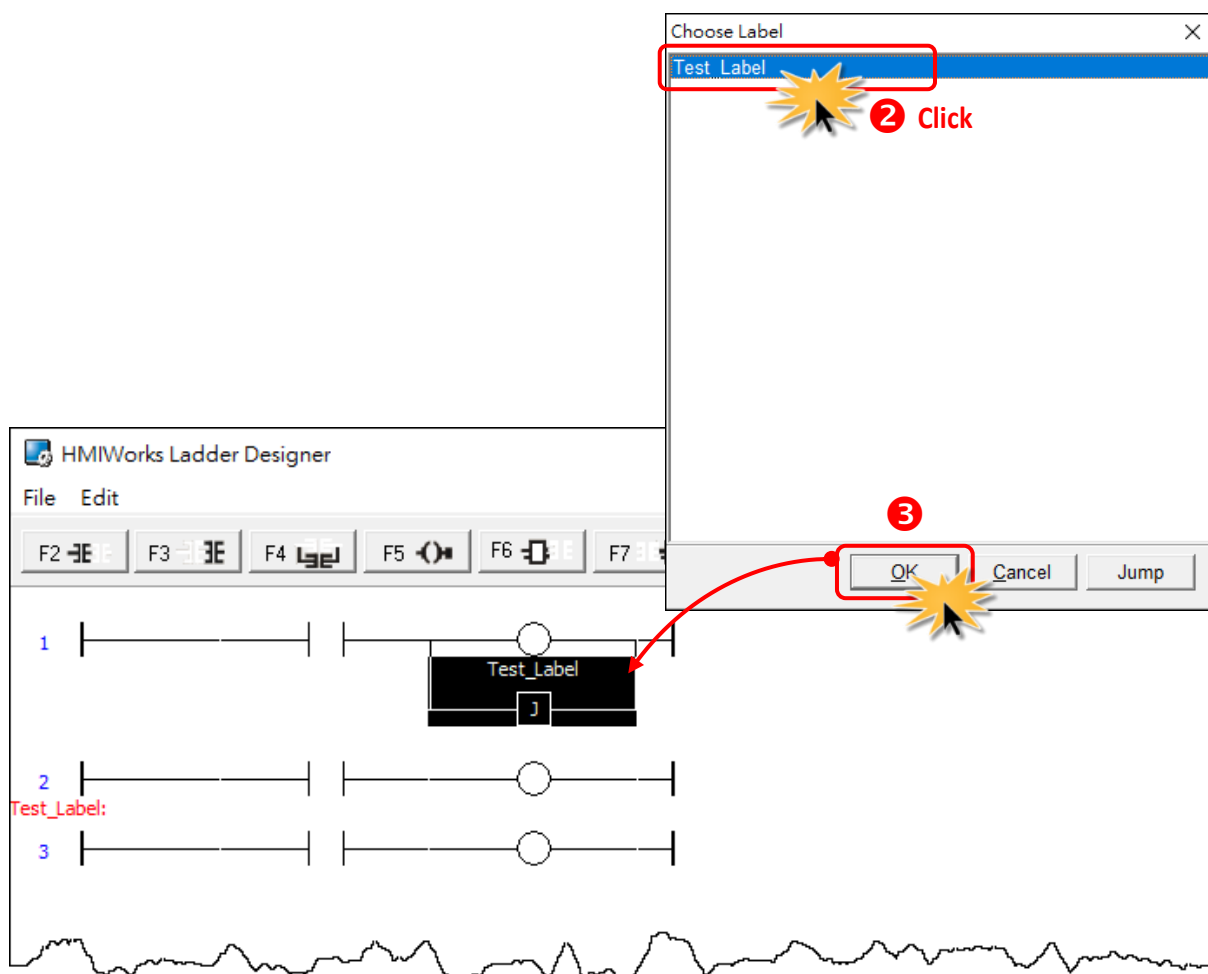 Choose Label
Test_Label
❷ Click
❸
OK Cancel Jump
HMIWorks Ladder Designer
File Edit
F2 F3 F4 F5 F6 F7
1
Test_Label
J
2
Test_Label:
3